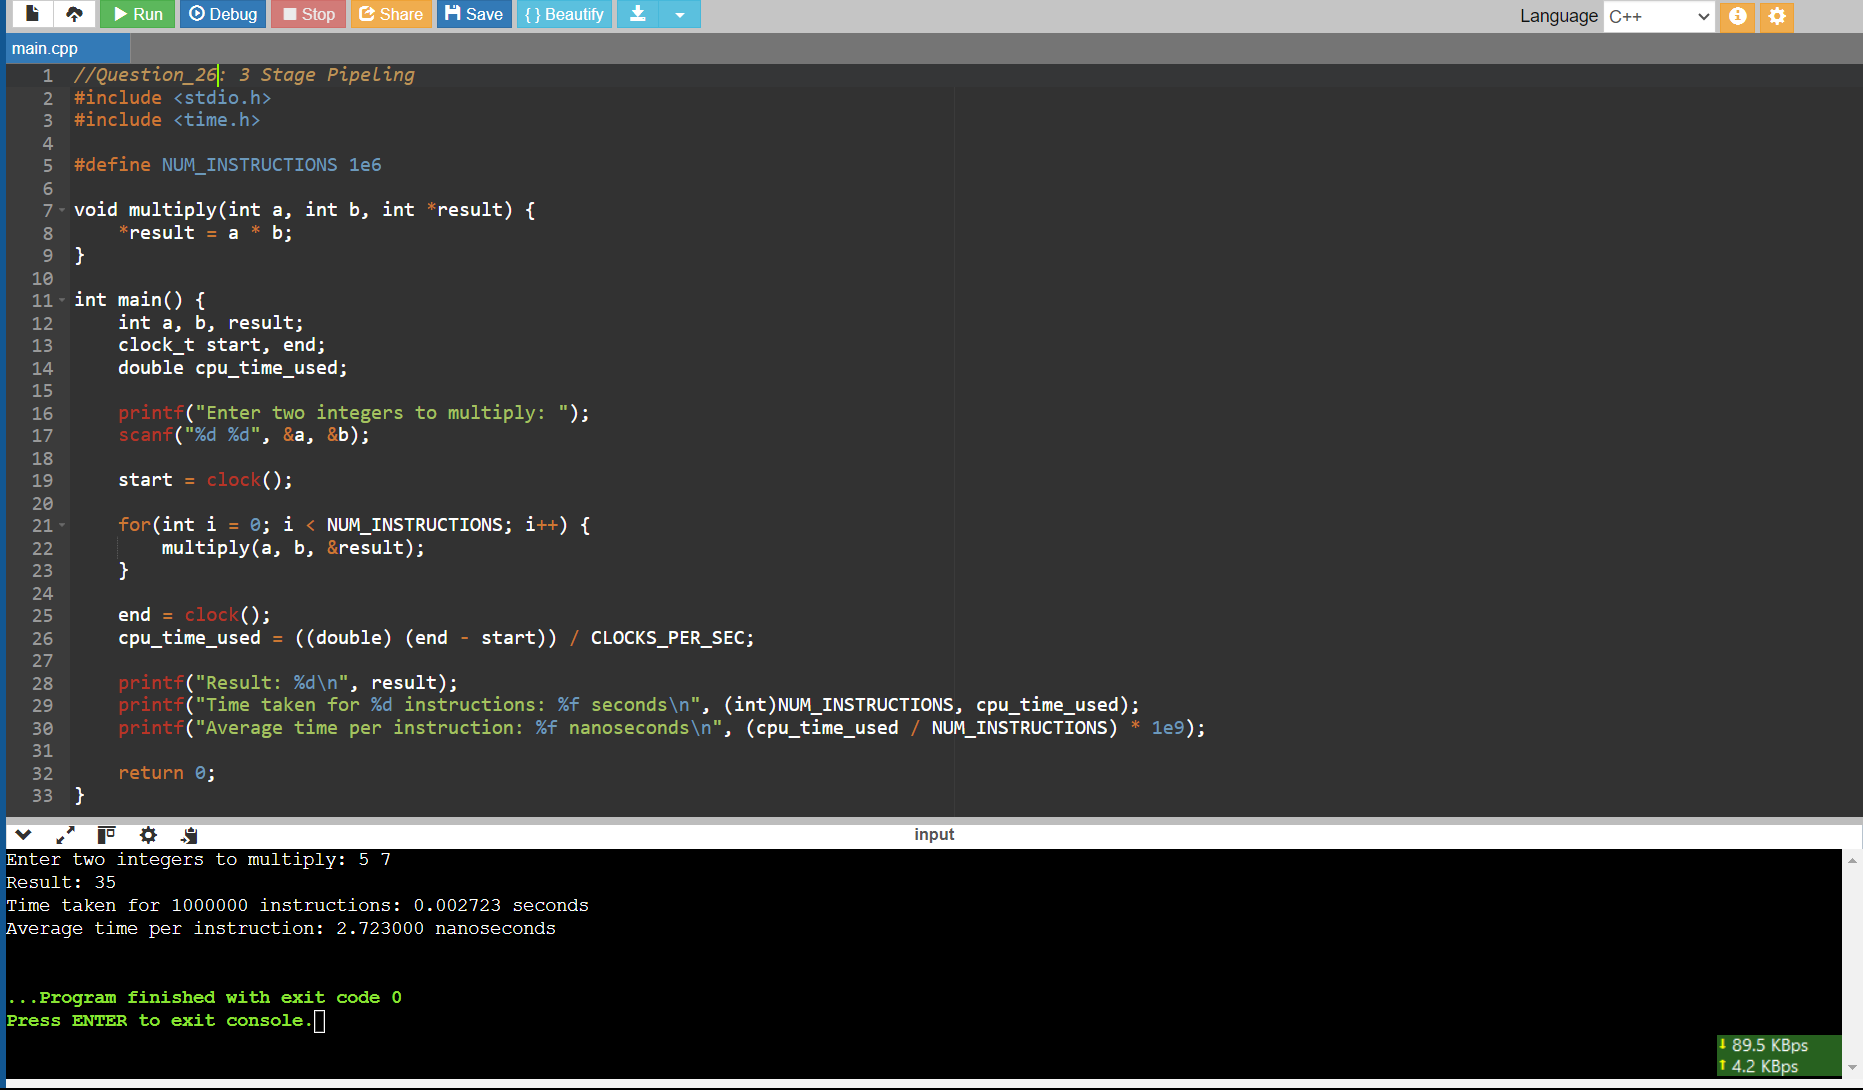 Run Debug Stop Share Save {} Beautify Language C++
main.cpp
1 //Question_26: 3 Stage Pipeling
2 #include <stdio.h>
3 #include <time.h>
4
5 #define NUM_INSTRUCTIONS 1e6
6
7 void multiply(int a, int b, int *result) {
8 *result = a * b;
9 }
10
11 int main() {
12 int a, b, result;
13 clock_t start, end;
14 double cpu_time_used;
15
16 printf("Enter two integers to multiply: ");
17 scanf("%d %d", &a, &b);
18
19 start = clock();
20
21 for(int i = 0; i < NUM_INSTRUCTIONS; i++) {
22 multiply(a, b, &result);
23 }
24
25 end = clock();
26 cpu_time_used = ((double) (end - start)) / CLOCKS_PER_SEC;
27
28 printf("Result: %d\n", result);
29 printf("Time taken for %d instructions: %f seconds\n", (int)NUM_INSTRUCTIONS, cpu_time_used);
30 printf("Average time per instruction: %f nanoseconds\n", (cpu_time_used / NUM_INSTRUCTIONS) * 1e9);
31
32 return 0;
33 }
input
Enter two integers to multiply: 5 7
Result: 35
Time taken for 1000000 instructions: 0.002723 seconds
Average time per instruction: 2.723000 nanoseconds
...Program finished with exit code 0
Press ENTER to exit console.
89.5 KBps
4.2 KBps